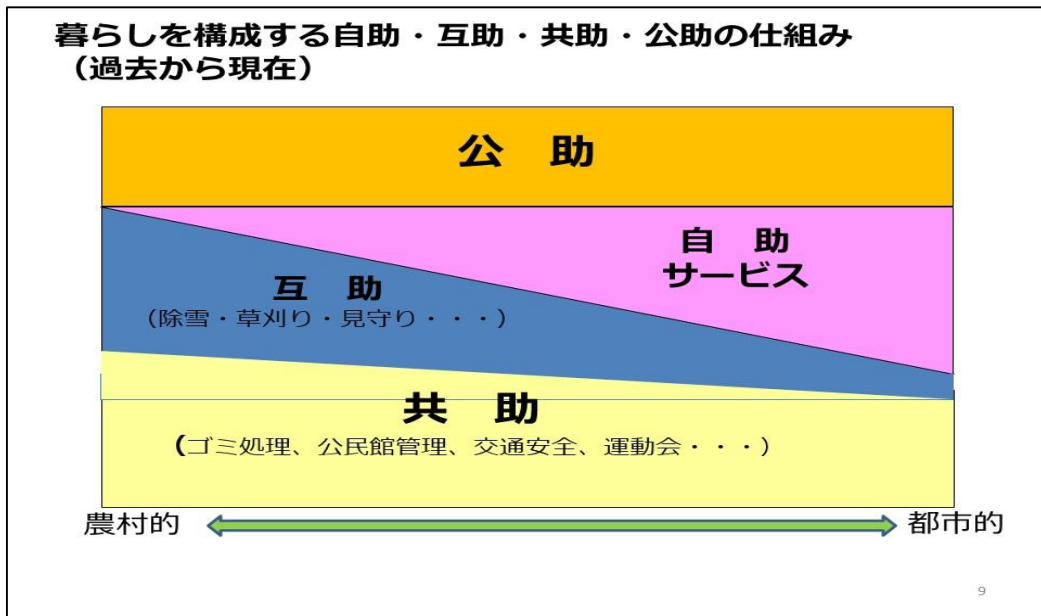 暮らしを構成する自助・互助・共助・公助の仕組み
（過去から現在）
公　助
自　助
サービス
互　助
（除雪・草刈り・見守り・・・）
共　助
（ゴミ処理、公民館管理、交通安全、運動会・・・）
農村的
都市的
9